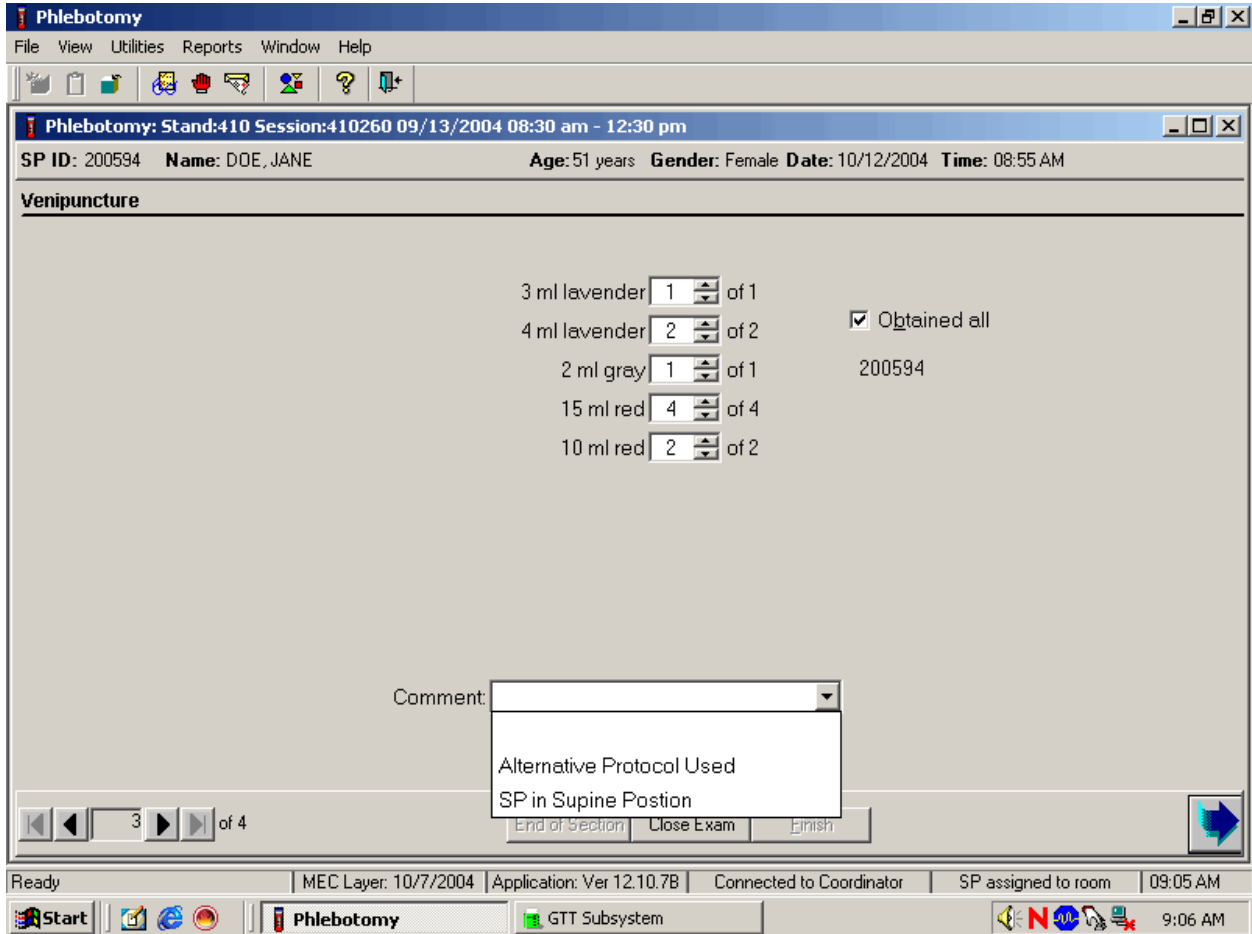 Phlebotomy
File View Utilities Reports Window Help
Phlebotomy: Stand:410 Session:410260 09/13/2004 08:30 am - 12:30 pm
SP ID: 200594 Name: DOE, JANE Age: 51 years Gender: Female Date: 10/12/2004 Time: 08:55 AM
Venipuncture
3 ml lavender 1 of 1
4 ml lavender 2 of 2
Obtained all
2 ml gray 1 of 1
200594
15 ml red 4 of 4
10 ml red 2 of 2
Comment:
Alternative Protocol Used
SP in Supine Postion
3 of 4
End of Section Close Exam Finish
Ready MEC Layer: 10/7/2004 Application: Ver 12.10.7B Connected to Coordinator SP assigned to room 09:05 AM
Start Phlebotomy GTT Subsystem N 9:06 AM